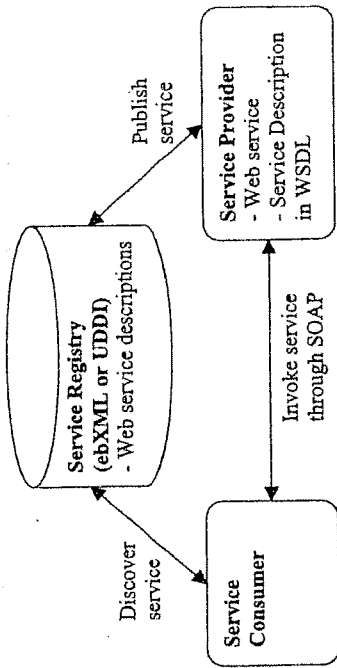 Service Registry
(ebXML or UDDI)
- Web service descriptions
Discover
service
Publish
service
Service
Consumer
Invoke service
through SOAP
Service Provider
- Web service
- Service Description
in WSDL